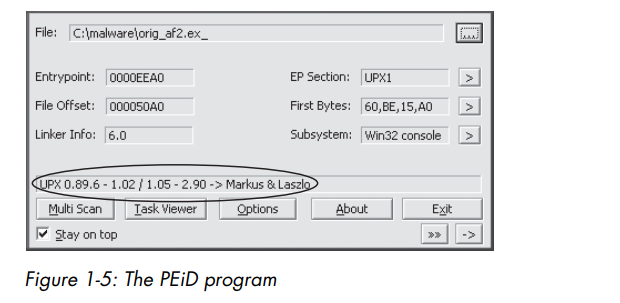 File: C:\malware\orig_af2.ex_ ...
Entrypoint: 0000EEA0 EP Section: UPX1 >
File Offset: 000050A0 First Bytes: 60,BE,15,A0 >
Linker Info: 6.0 Subsystem: Win32 console >
UPX 0.89.6 - 1.02 / 1.05 - 2.90 -> Markus & Laszlo
Multi Scan Task Viewer Options About Exit
Stay on top »» ->
Figure 1-5: The PEiD program